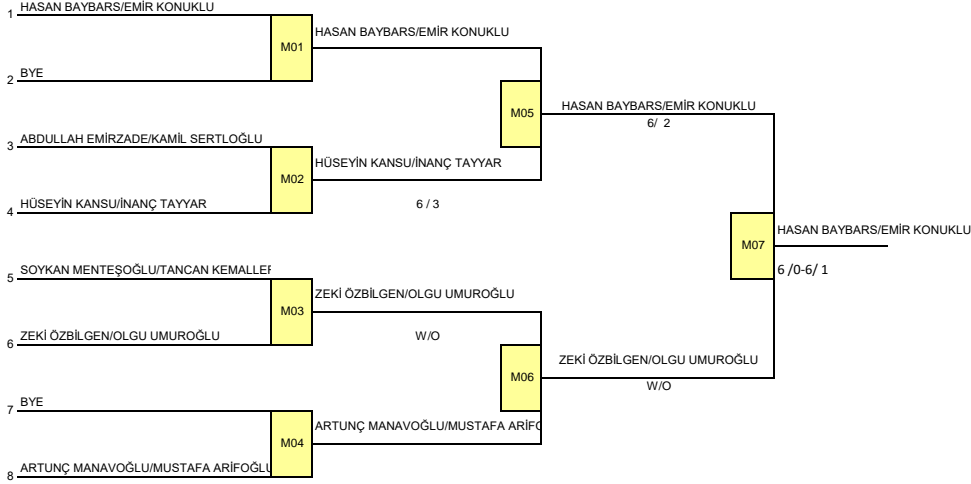 1 HASAN BAYBARS/EMİR KONUKLU
M01
HASAN BAYBARS/EMİR KONUKLU
2 BYE
M05
HASAN BAYBARS/EMİR KONUKLU
6/ 2
3 ABDULLAH EMİRZADE/KAMİL SERTLOĞLU
M02
HÜSEYİN KANSU/İNANÇ TAYYAR
6 / 3
4 HÜSEYİN KANSU/İNANÇ TAYYAR
M07
HASAN BAYBARS/EMİR KONUKLU
6 /0-6/ 1
5 SOYKAN MENTEŞOĞLU/TANCAN KEMALLER
M03
ZEKİ ÖZBİLGEN/OLGU UMUROĞLU
W/O
6 ZEKİ ÖZBİLGEN/OLGU UMUROĞLU
M06
ZEKİ ÖZBİLGEN/OLGU UMUROĞLU
W/O
7 BYE
M04
ARTUNÇ MANAVOĞLU/MUSTAFA ARİFO
8 ARTUNÇ MANAVOĞLU/MUSTAFA ARİFOĞLU